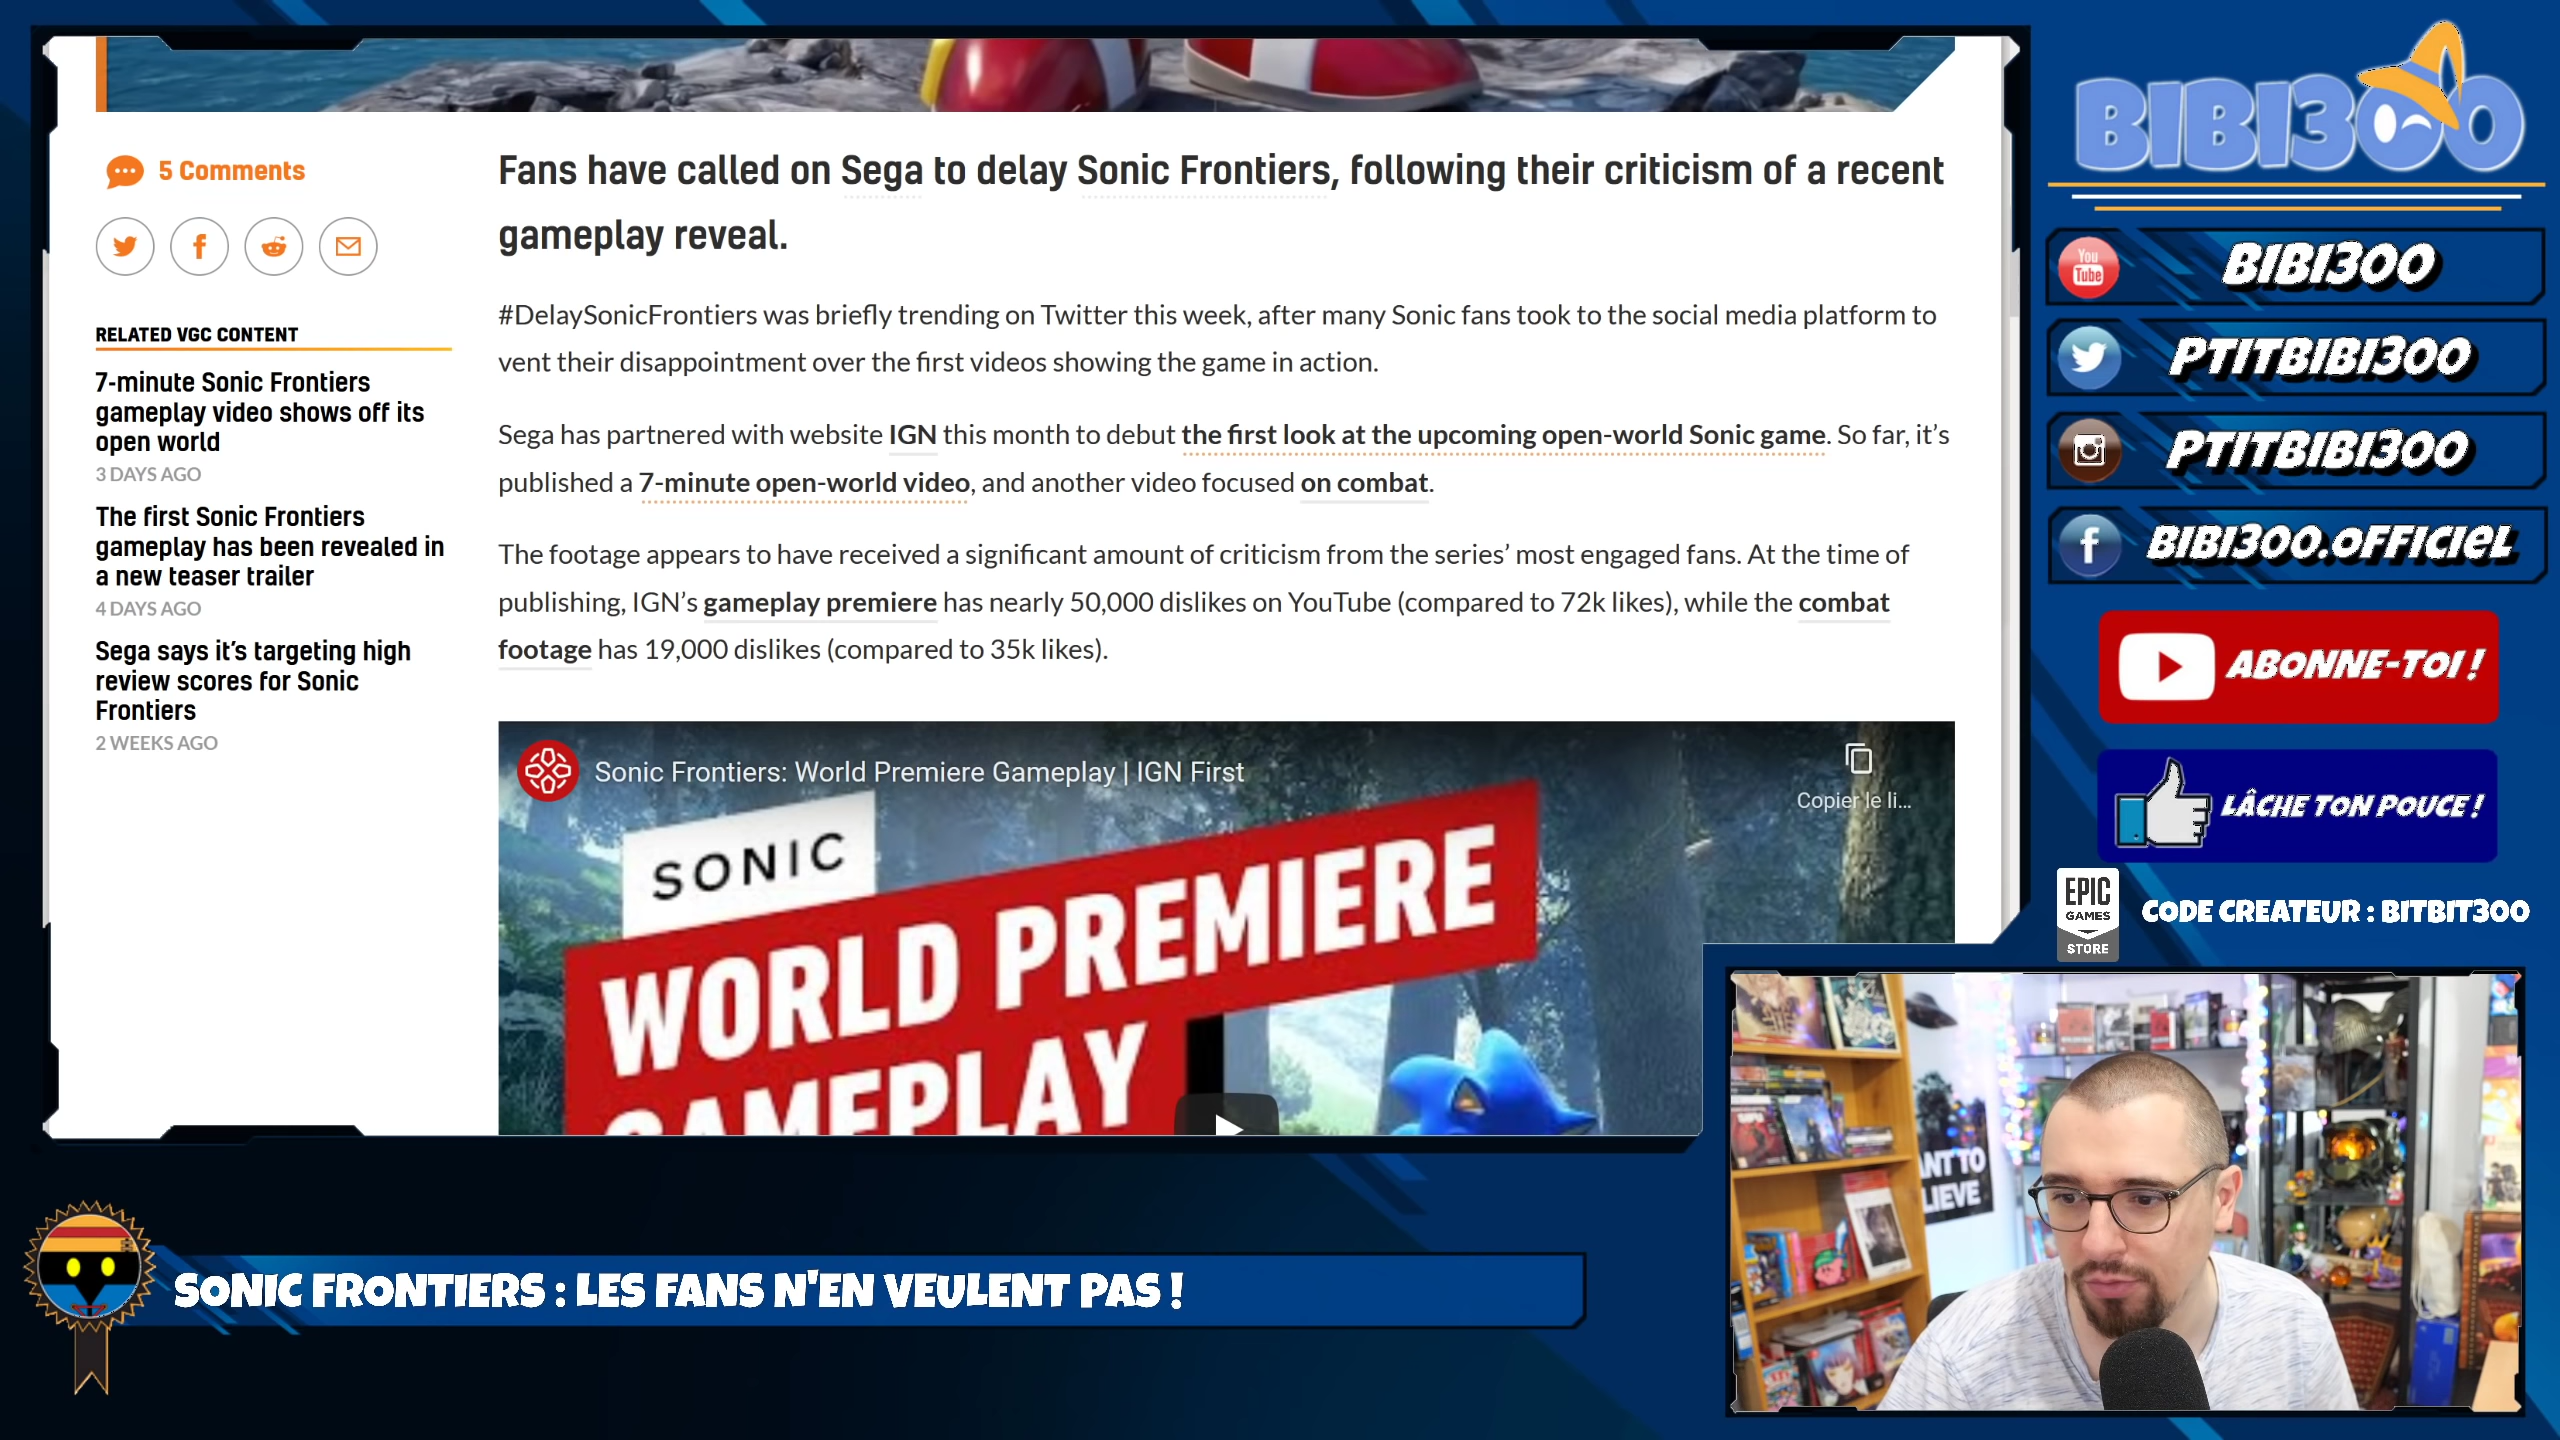 5 Comments
RELATED VGC CONTENT
7-minute Sonic Frontiers
gameplay video shows off its
open world
3 DAYS AGO
The first Sonic Frontiers
gameplay has been revealed in
a new teaser trailer
4 DAYS AGO
Sega says it’s targeting high
review scores for Sonic
Frontiers
2 WEEKS AGO
Fans have called on Sega to delay Sonic Frontiers, following their criticism of a recent
gameplay reveal.
#DelaySonicFrontiers was briefly trending on Twitter this week, after many Sonic fans took to the social media platform to
vent their disappointment over the first videos showing the game in action.
Sega has partnered with website IGN this month to debut the first look at the upcoming open-world Sonic game. So far, it’s
published a 7-minute open-world video, and another video focused on combat.
The footage appears to have received a significant amount of criticism from the series’ most engaged fans. At the time of
publishing, IGN’s gameplay premiere has nearly 50,000 dislikes on YouTube (compared to 72k likes), while the combat
footage has 19,000 dislikes (compared to 35k likes).
Sonic Frontiers: World Premiere Gameplay | IGN First
Copier le li...
SONIC
WORLD PREMIERE
GAMEPLAY
BIBI300
You
Tube
BIBI300
PTITBIBI300
PTITBIBI300
BIBI300.OFFICIEL
ABONNE-TOI !
LÂCHE TON POUCE !
EPIC
GAMES
STORE
CODE CREATEUR : BITBIT300
ANT TO
LIEVE
SONIC FRONTIERS : LES FANS N'EN VEULENT PAS !